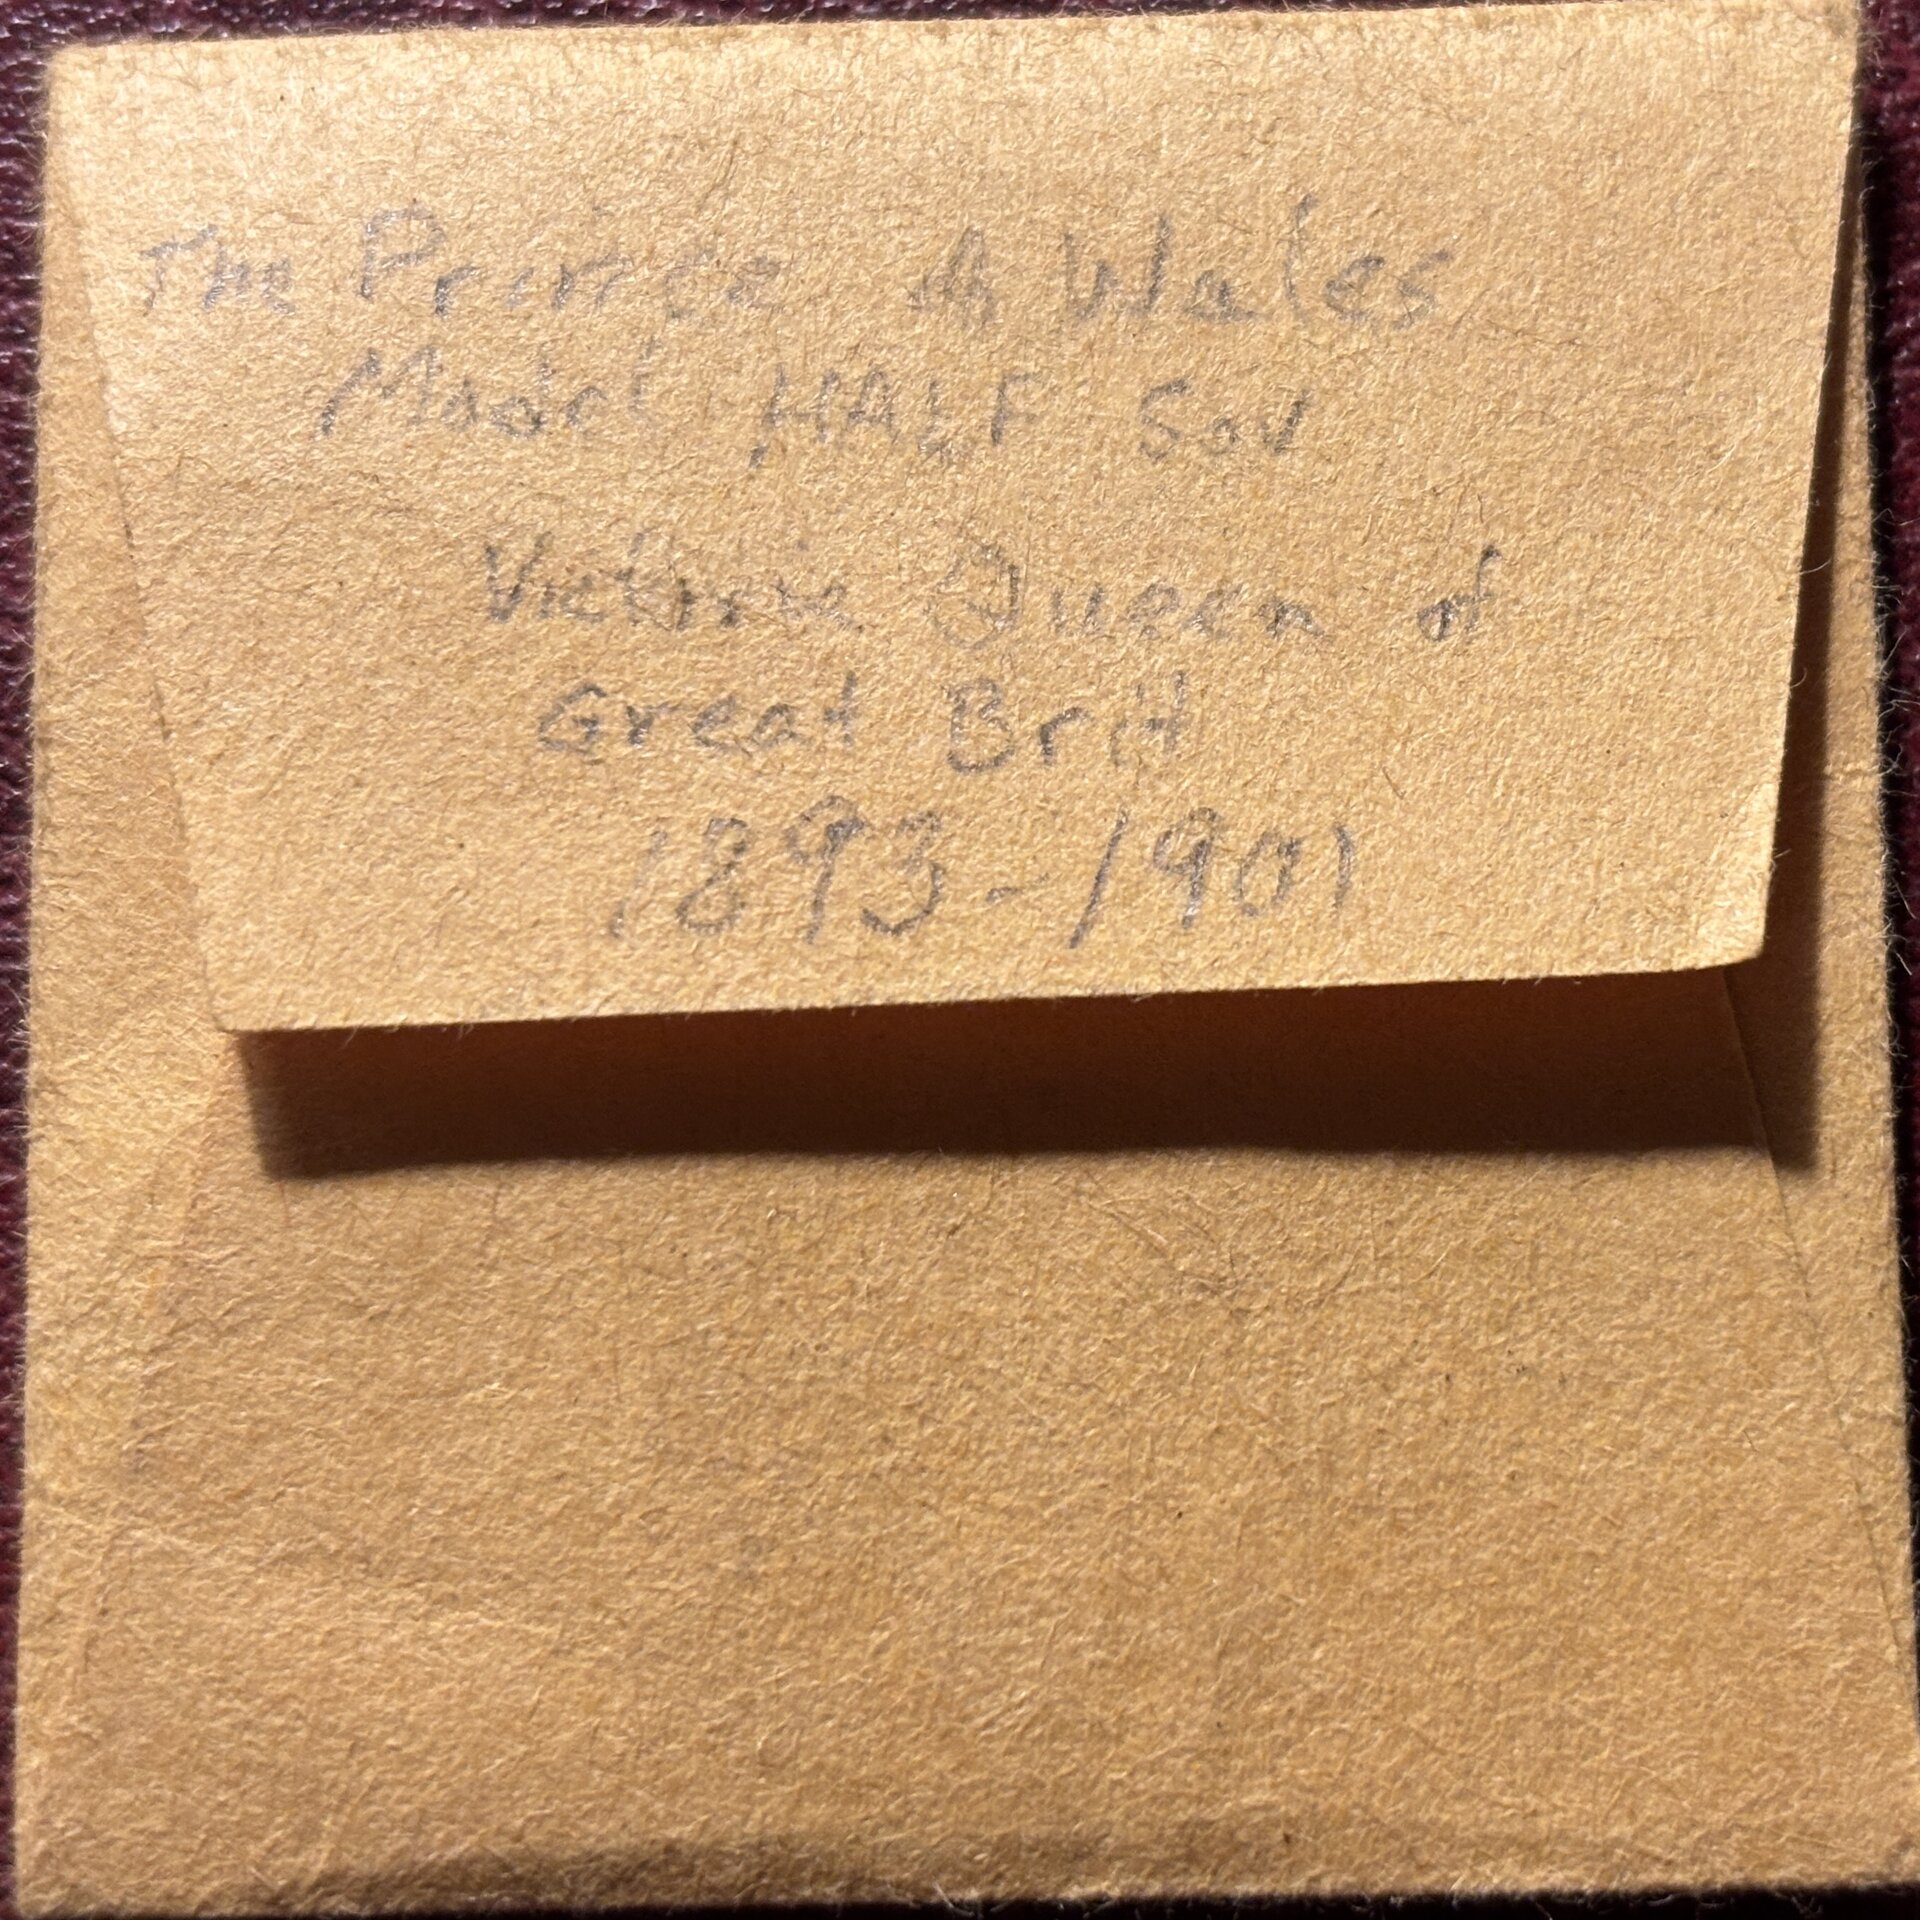 The Prince of Wales
Model HALF Sov
Victoria Queen of
Great Brit
1893-1901